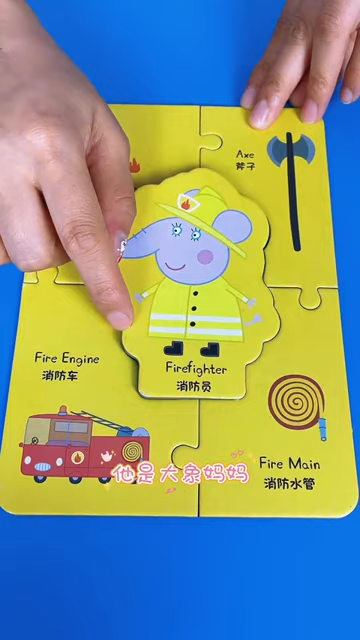 Axe
斧子
Firefighter
消防员
Fire Engine
消防车
Fire Main
消防水管
他是大象妈妈